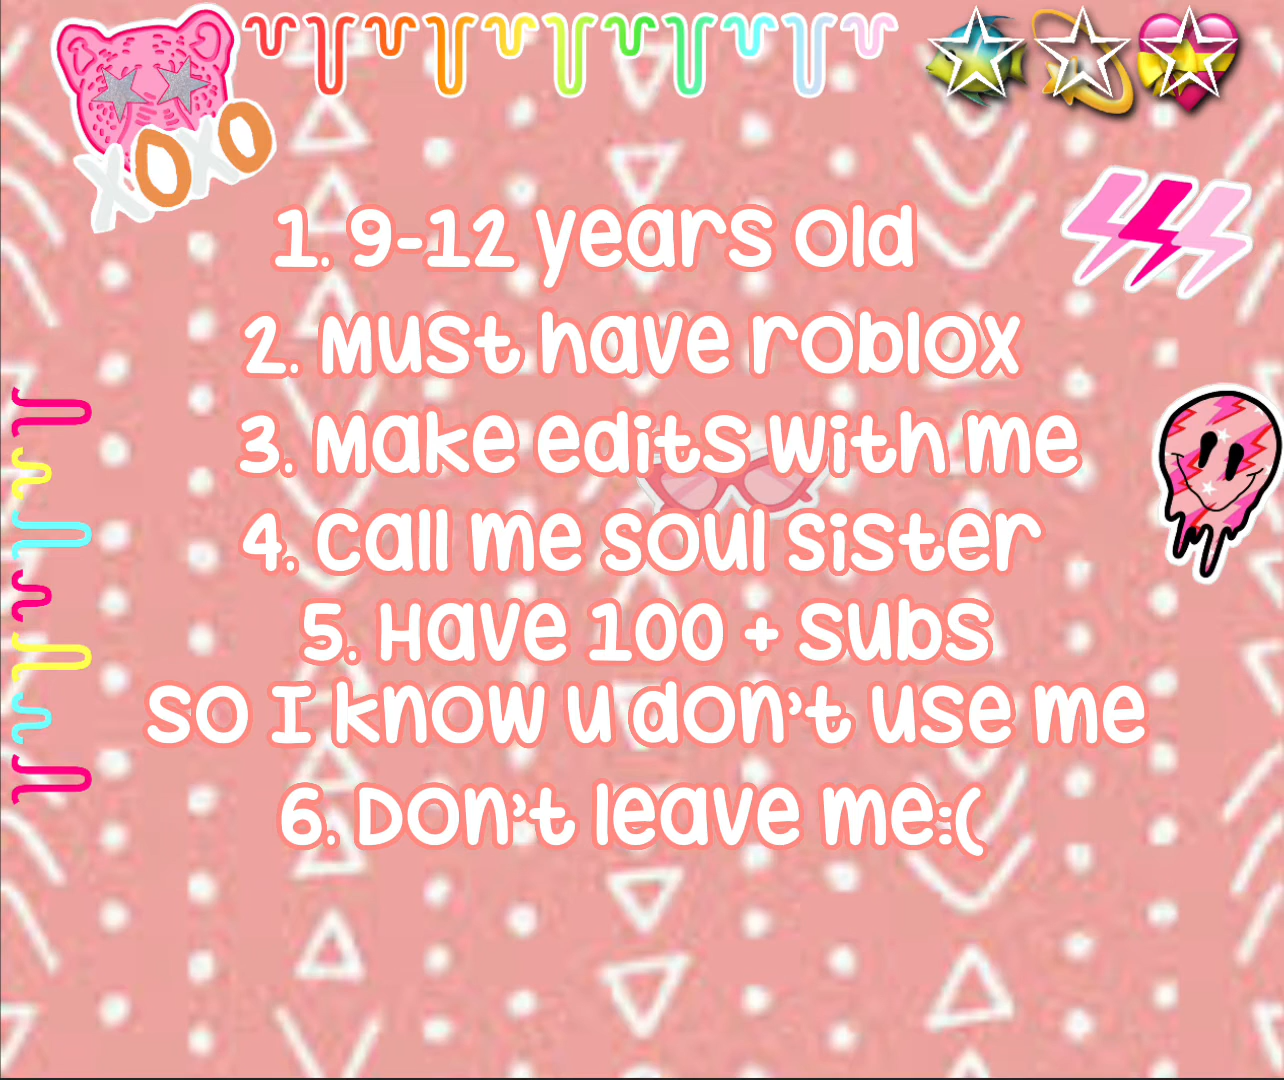 XOXO
1. 9-12 years old
2. Must have roblox
3. Make edits with me
4. Call me soul sister
5. Have 100 + subs
so I know u don't use me
6. Don't leave me:(